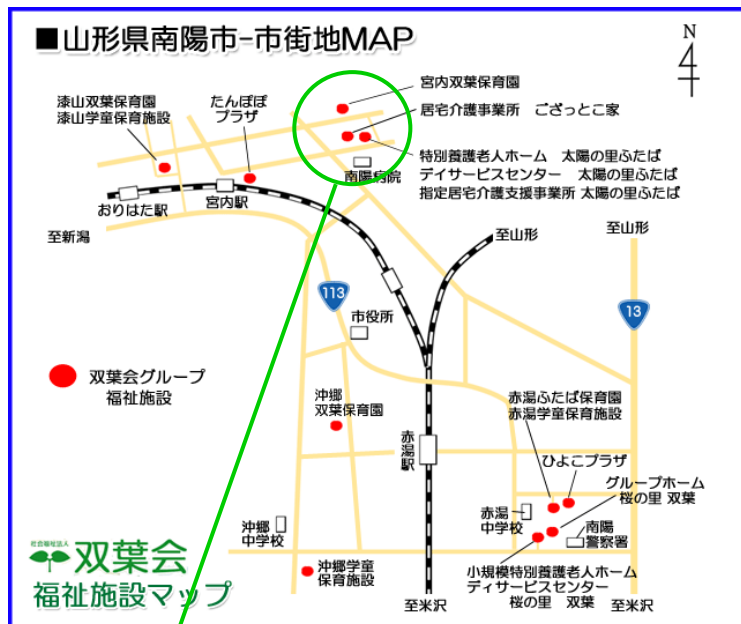 ■山形県南陽市-市街地MAP
N
宮内双葉保育園
居宅介護事業所 ござっとこ家
漆山双葉保育園
漆山学童保育施設
たんぽぽ
プラザ
特別養護老人ホーム 太陽の里ふたば
デイサービスセンター 太陽の里ふたば
指定居宅介護支援事業所 太陽の里ふたば
南陽病院
おりはた駅
宮内駅
至新潟
至山形
至山形
113
13
市役所
双葉会グループ
福祉施設
沖郷
双葉保育園
赤湯駅
赤湯ふたば保育園
赤湯学童保育施設
ひよこプラザ
グループホーム
桜の里 双葉
赤湯
中学校
南陽
警察署
沖郷
中学校
沖郷学童
保育施設
小規模特別養護老人ホーム
ディサービスセンター
桜の里 双葉
社会福祉法人
双葉会
福祉施設マップ
至米沢
至米沢